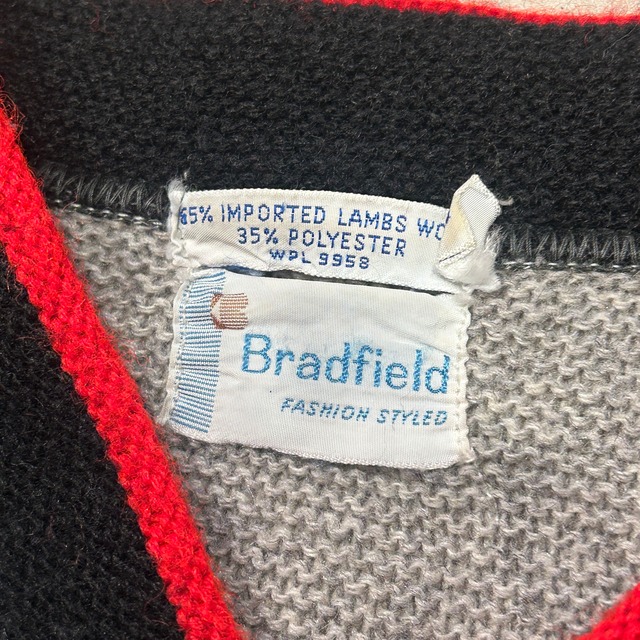 65% IMPORTED LAMBS WO
35% POLYESTER
WPL 9958
Bradfield
FASHION STYLED